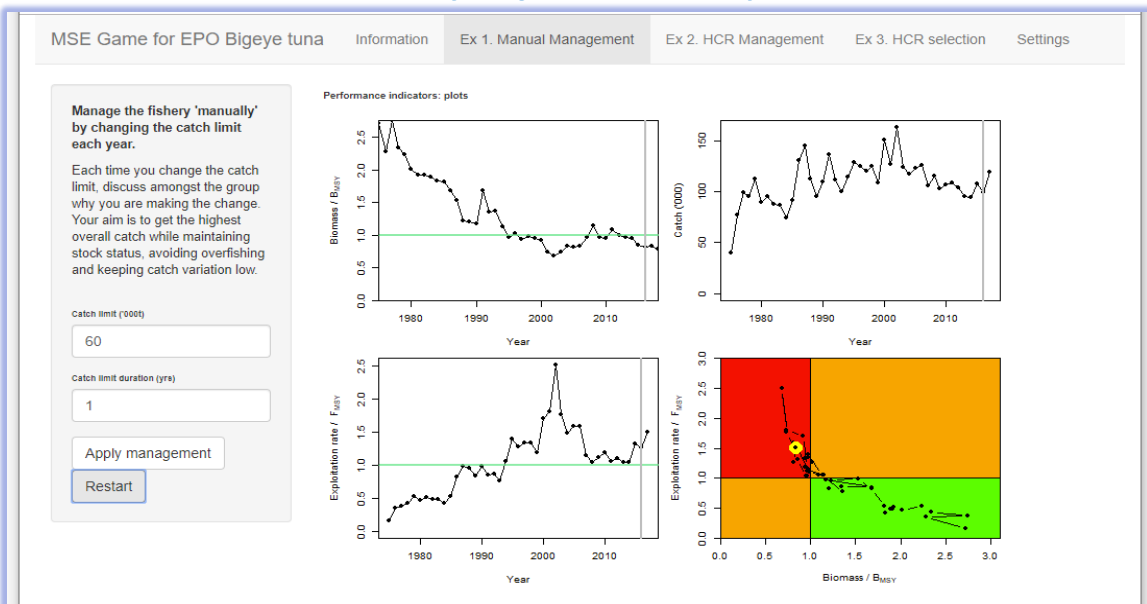 MSE Game for EPO Bigeye tuna Information Ex 1. Manual Management Ex 2. HCR Management Ex 3. HCR selection Settings
Manage the fishery 'manually'
by changing the catch limit
each year.
Each time you change the catch
limit, discuss amongst the group
why you are making the change.
Your aim is to get the highest
overall catch while maintaining
stock status, avoiding overfishing
and keeping catch variation low.
Catch limit ('000t)
60
Catch limit duration (yrs)
1
Apply management
Restart
Performance indicators: plots
Biomass / BMSY
0.0 0.5 1.0 1.5 2.0 2.5
1980 1990 2000 2010
Year
Catch ('000)
0 50 100 150
1980 1990 2000 2010
Year
Exploitation rate / FMSY
0.0 0.5 1.0 1.5 2.0 2.5
1980 1990 2000 2010
Year
Exploitation rate / FMSY
0.0 0.5 1.0 1.5 2.0 2.5 3.0
0.0 0.5 1.0 1.5 2.0 2.5 3.0
Biomass / BMSY